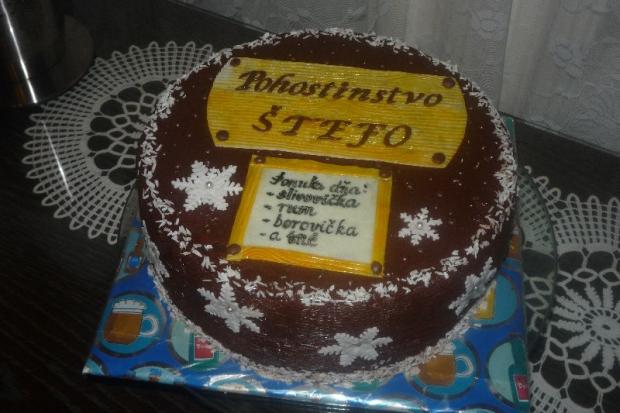 Pohostinstvo
ŠTEFO
Ponuka dňa:
- slivovička
- rum
- borovička
- a iné